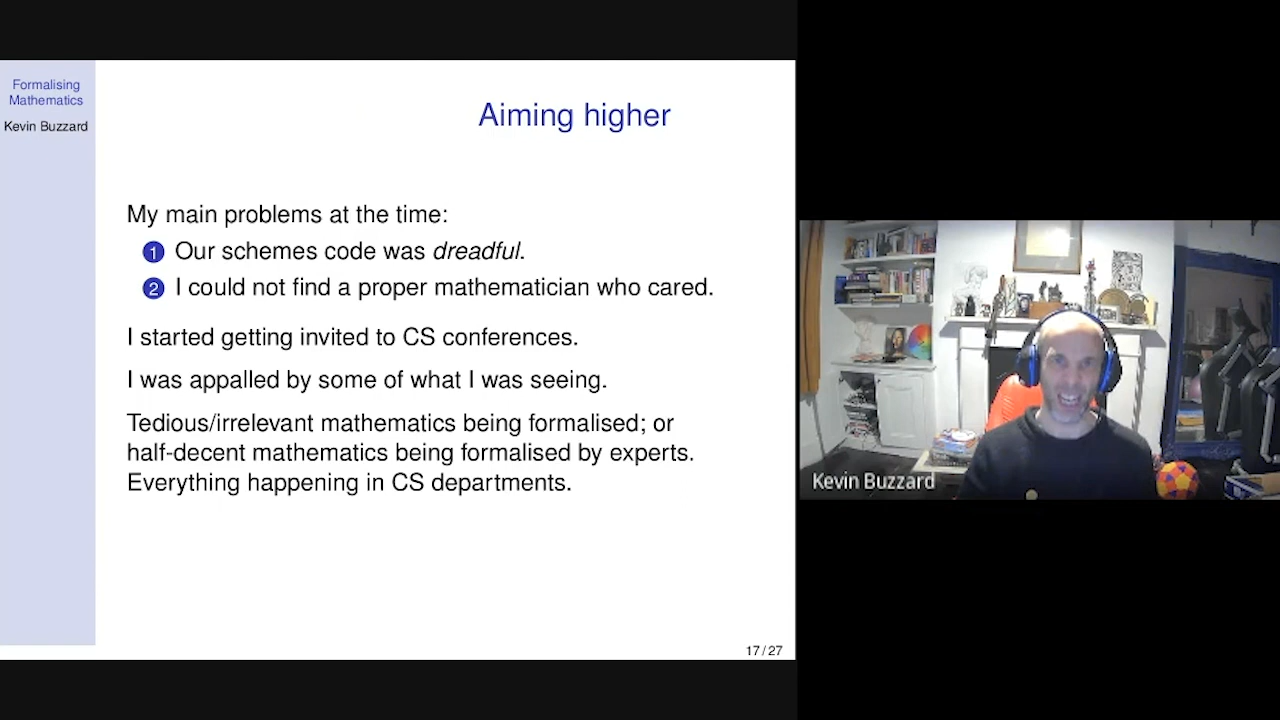 Formalising
Mathematics
Kevin Buzzard
Aiming higher
My main problems at the time:
1 Our schemes code was dreadful.
2 I could not find a proper mathematician who cared.
I started getting invited to CS conferences.
I was appalled by some of what I was seeing.
Tedious/irrelevant mathematics being formalised; or
half-decent mathematics being formalised by experts.
Everything happening in CS departments.
17 / 27
Kevin Buzzard